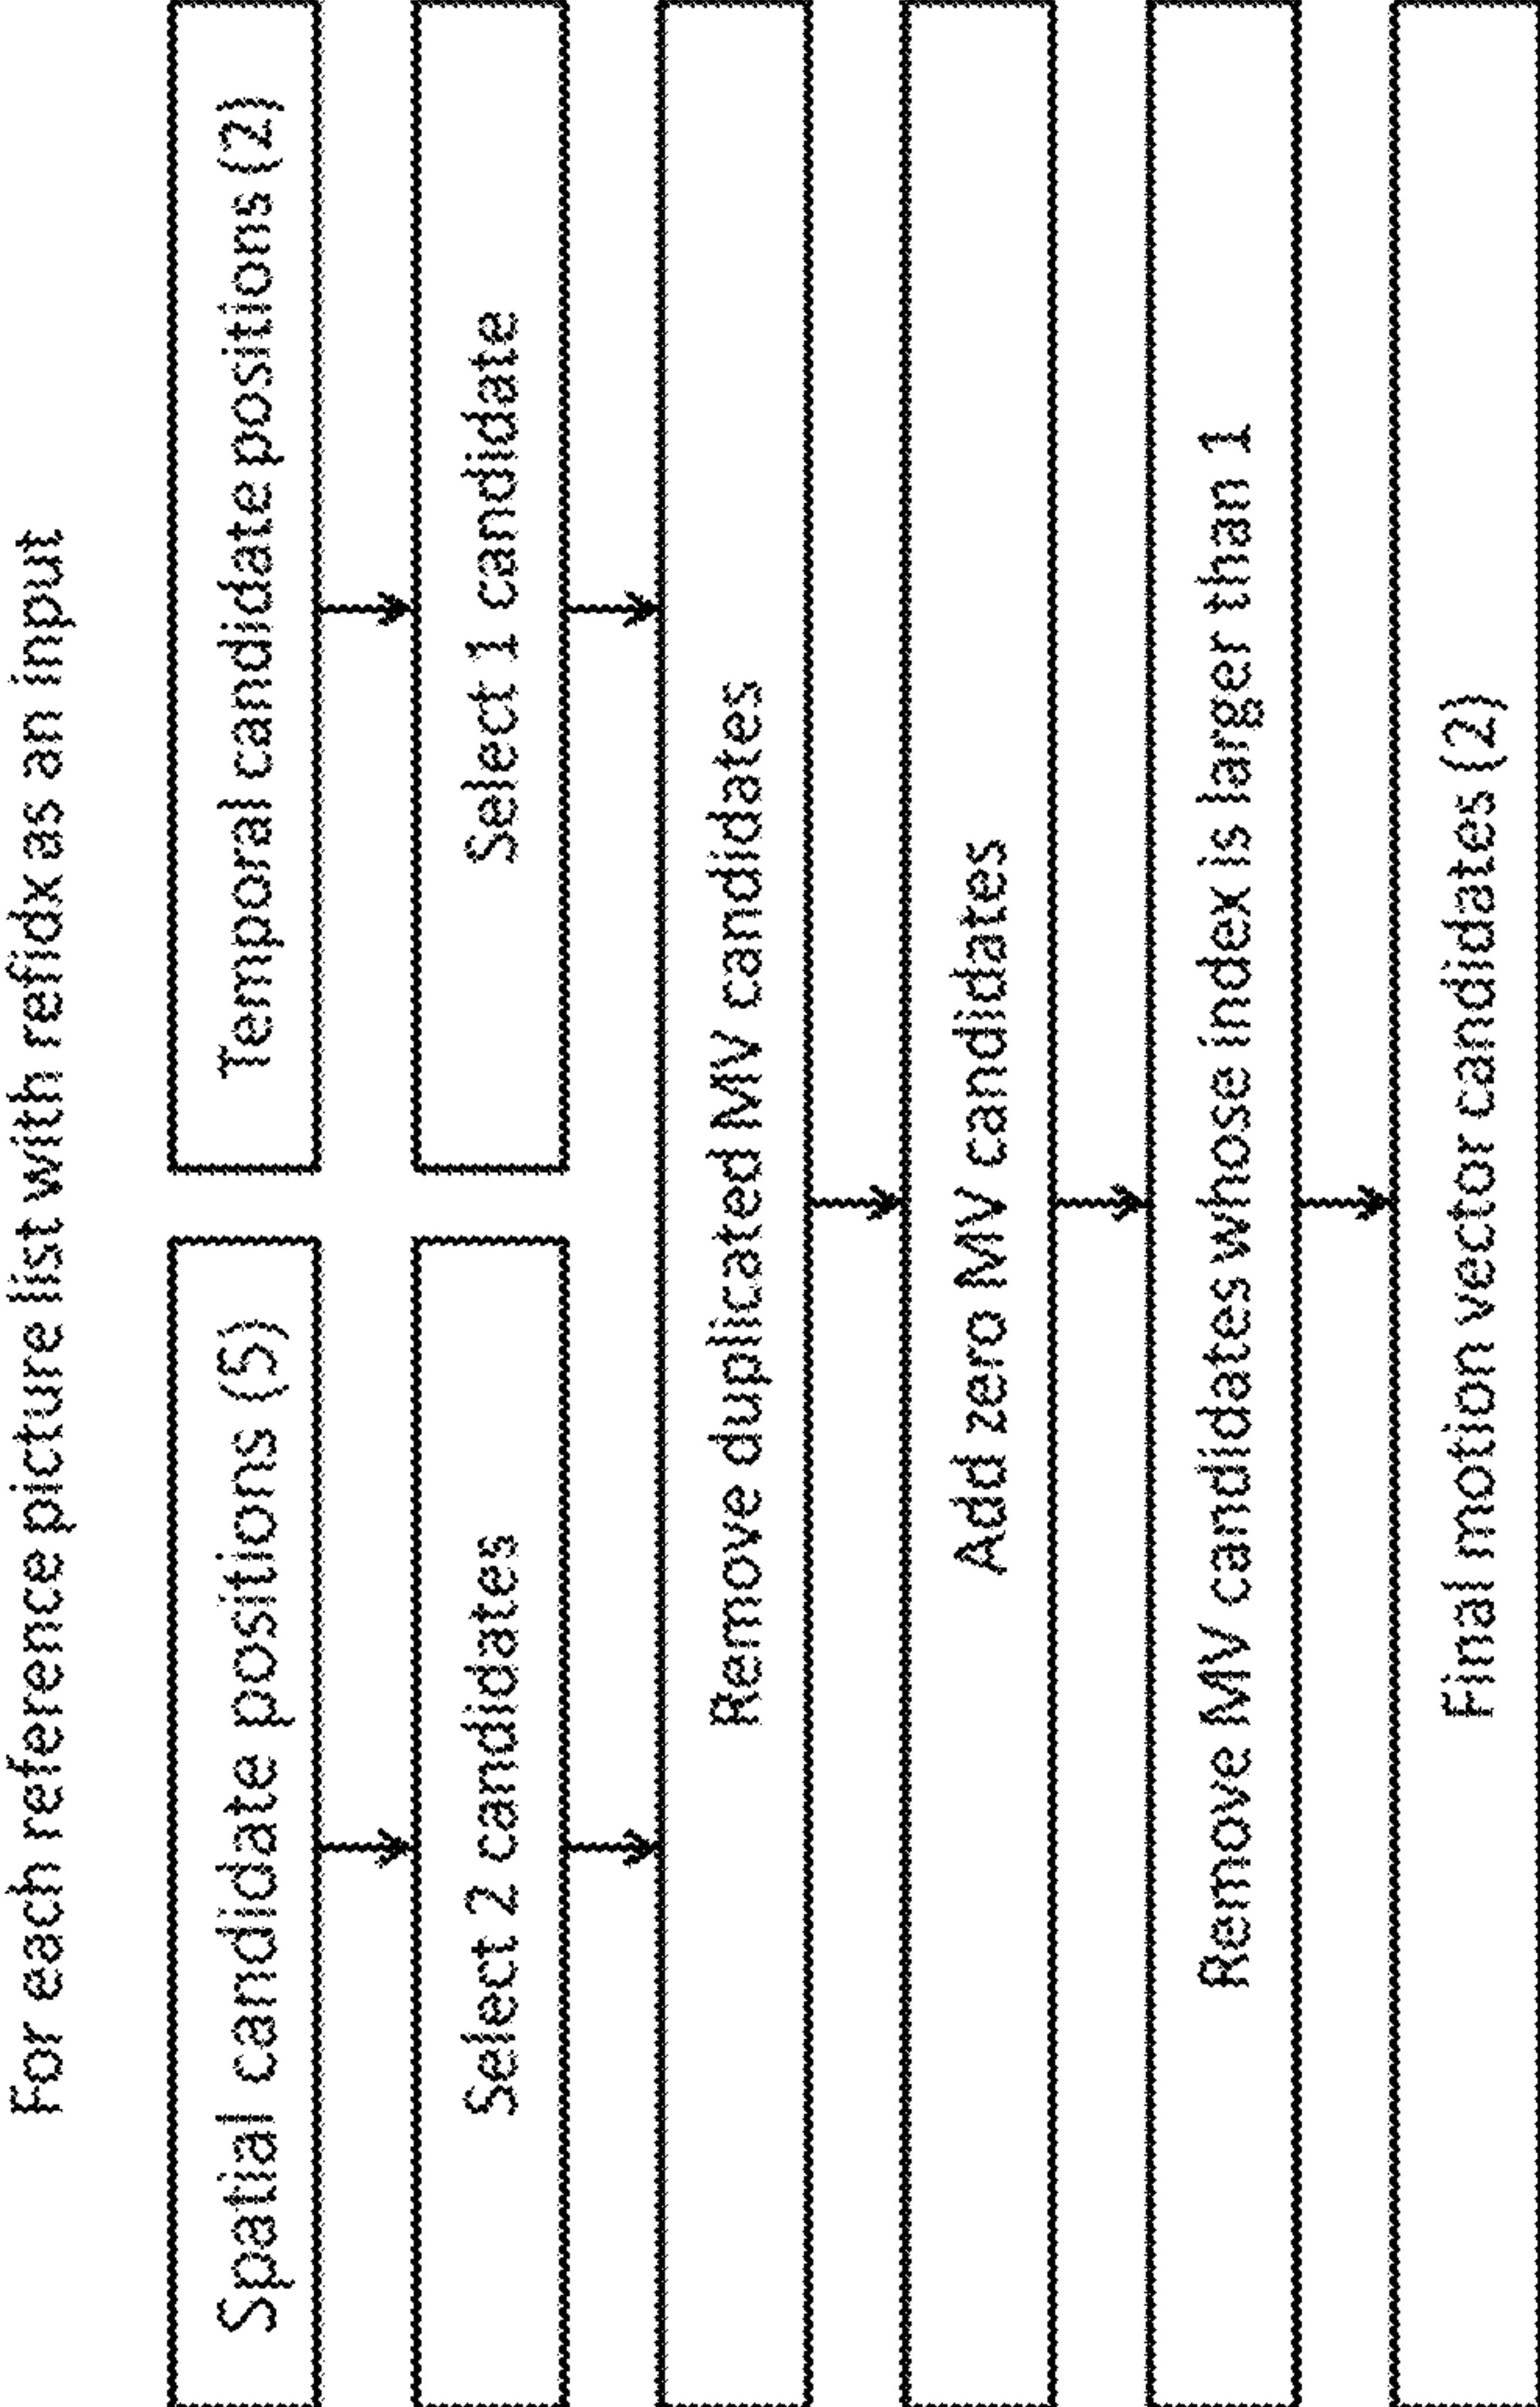 For each reference picture list with refidx as an input
Spatial candidate positions (5)
Temporal candidate positions (2)
Select 2 candidates
Select 1 candidate
Remove duplicated MV candidates
Add zero MV candidates
Remove MV candidates whose index is larger than 1
Final motion vector candidates (2)